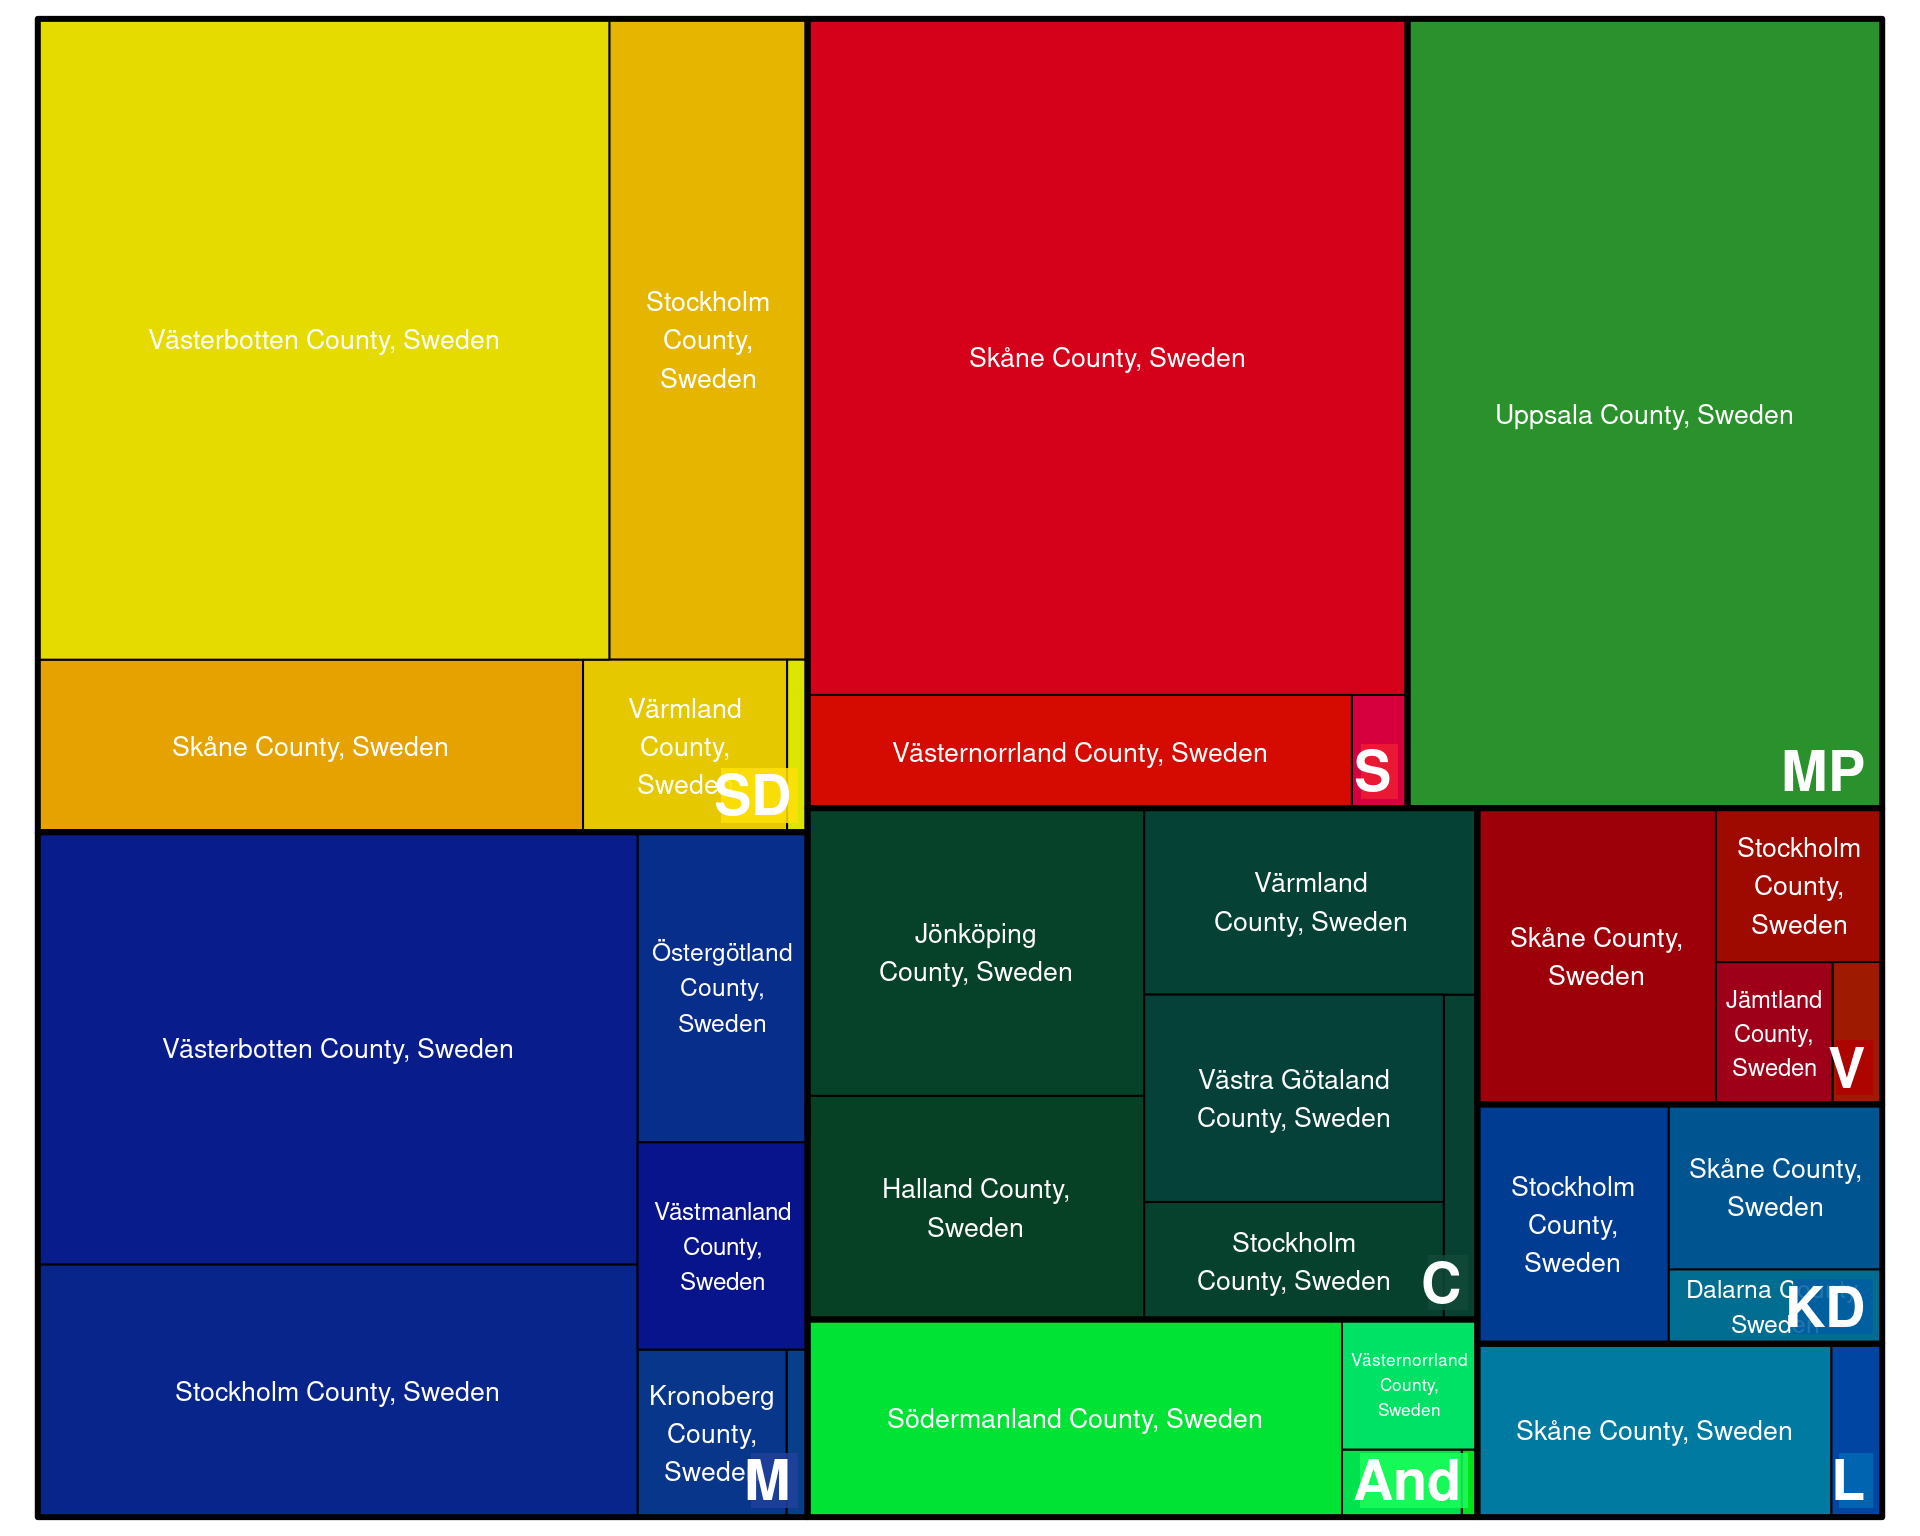 Västerbotten County, Sweden
Stockholm
County,
Sweden
Skåne County, Sweden
Värmland
County,
Sweden
SD
Skåne County, Sweden
Västernorrland County, Sweden
S
Uppsala County, Sweden
MP
Västerbotten County, Sweden
Östergötland
County,
Sweden
Västmanland
County,
Sweden
Stockholm County, Sweden
Kronoberg
County,
Sweden
M
Jönköping
County, Sweden
Värmland
County, Sweden
Västra Götaland
County, Sweden
Halland County,
Sweden
Stockholm
County, Sweden
C
Skåne County,
Sweden
Stockholm
County,
Sweden
Jämtland
County,
Sweden
V
Stockholm
County,
Sweden
Skåne County,
Sweden
Dalarna County,
Sweden
KD
Södermanland County, Sweden
Västernorrland
County,
Sweden
And
Skåne County, Sweden
L